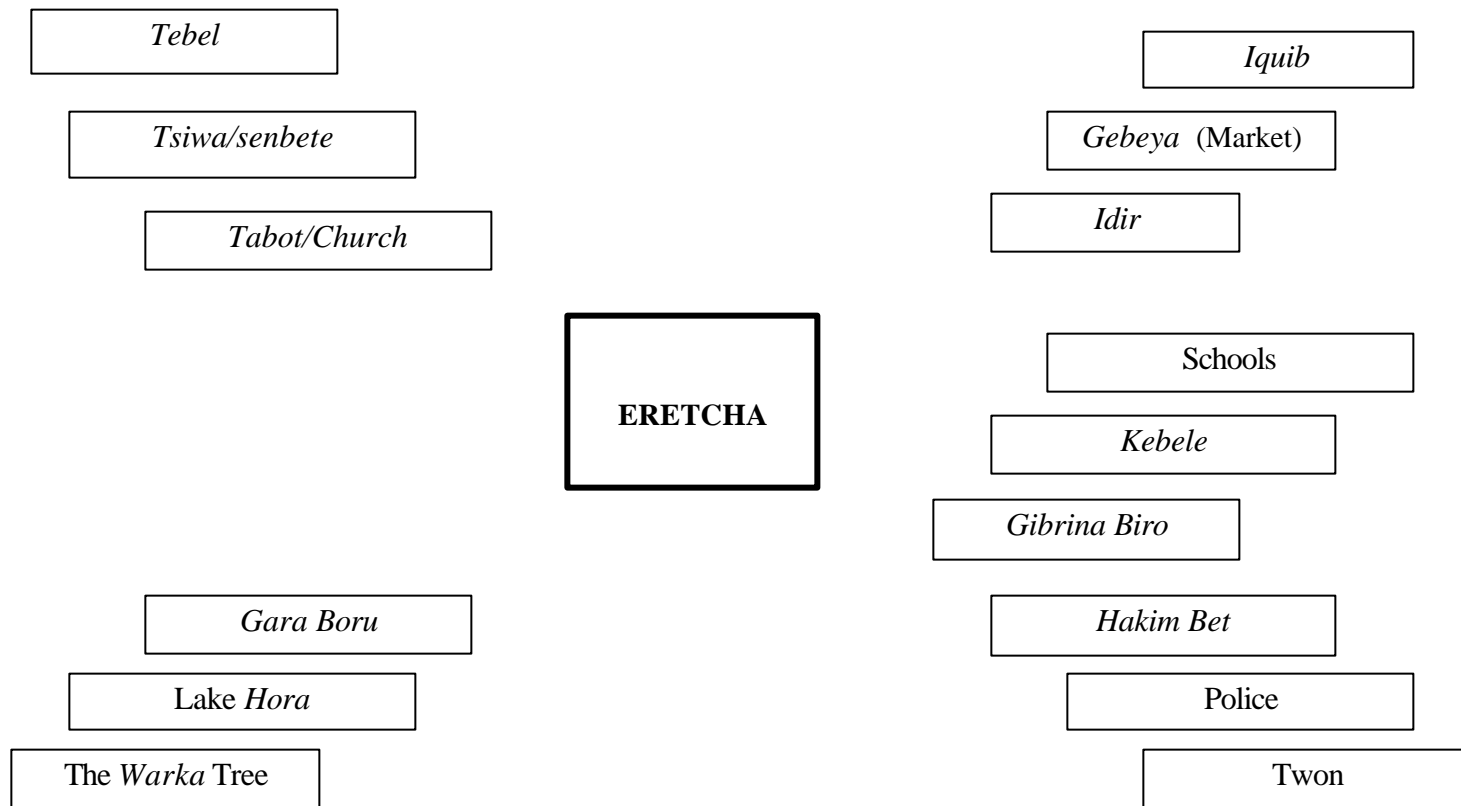 Tebel
Iquib
Tsiwa/senbete
Gebeya (Market)
Tabot/Church
Idir
Schools
ERETCHA
Kebele
Gibrina Biro
Gara Boru
Hakim Bet
Lake Hora
Police
The Warka Tree
Twon